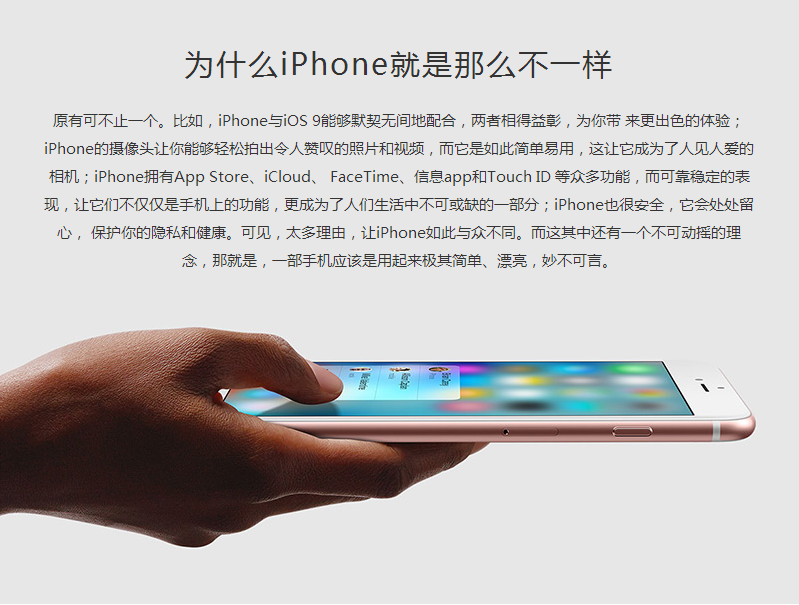 为什么iPhone就是那么不一样
原有可不止一个。比如，iPhone与iOS 9能够默契无间地配合，两者相得益彰，为你带 来更出色的体验；
iPhone的摄像头让你能够轻松拍出令人赞叹的照片和视频，而它是如此简单易用，这让它成为了人见人爱的
相机；iPhone拥有App Store、iCloud、 FaceTime、信息app和Touch ID 等众多功能，而可靠稳定的表
现，让它们不仅仅是手机上的功能，更成为了人们生活中不可或缺的一部分；iPhone也很安全，它会处处留
心， 保护你的隐私和健康。可见，太多理由，让iPhone如此与众不同。而这其中还有一个不可动摇的理
念，那就是，一部手机应该是用起来极其简单、漂亮，妙不可言。